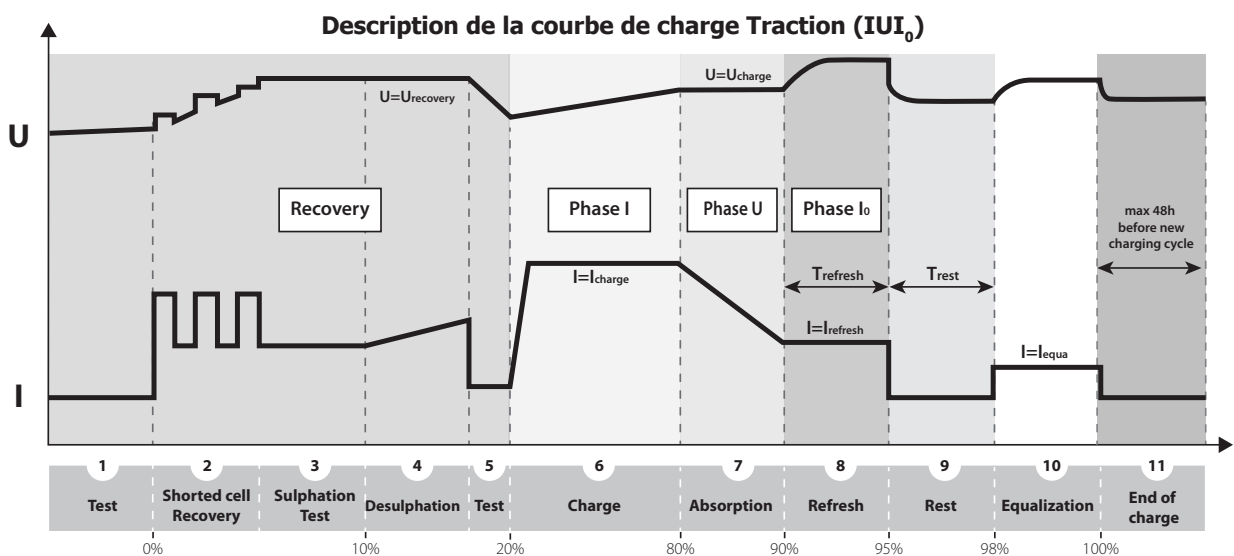 Description de la courbe de charge Traction (IUI0)
U
U=Urecovery
U=Ucharge
Recovery
Phase I
Phase U
Phase I0
max 48h
before new
charging cycle
I=Icharge
Trefresh
Trest
I=Irefresh
I=Iequa
I
1
2
3
4
5
6
7
8
9
10
11
Test
Shorted cell
Recovery
Sulphation
Test
Desulphation
Test
Charge
Absorption
Refresh
Rest
Equalization
End of
charge
0%
10%
20%
80%
90%
95%
98%
100%